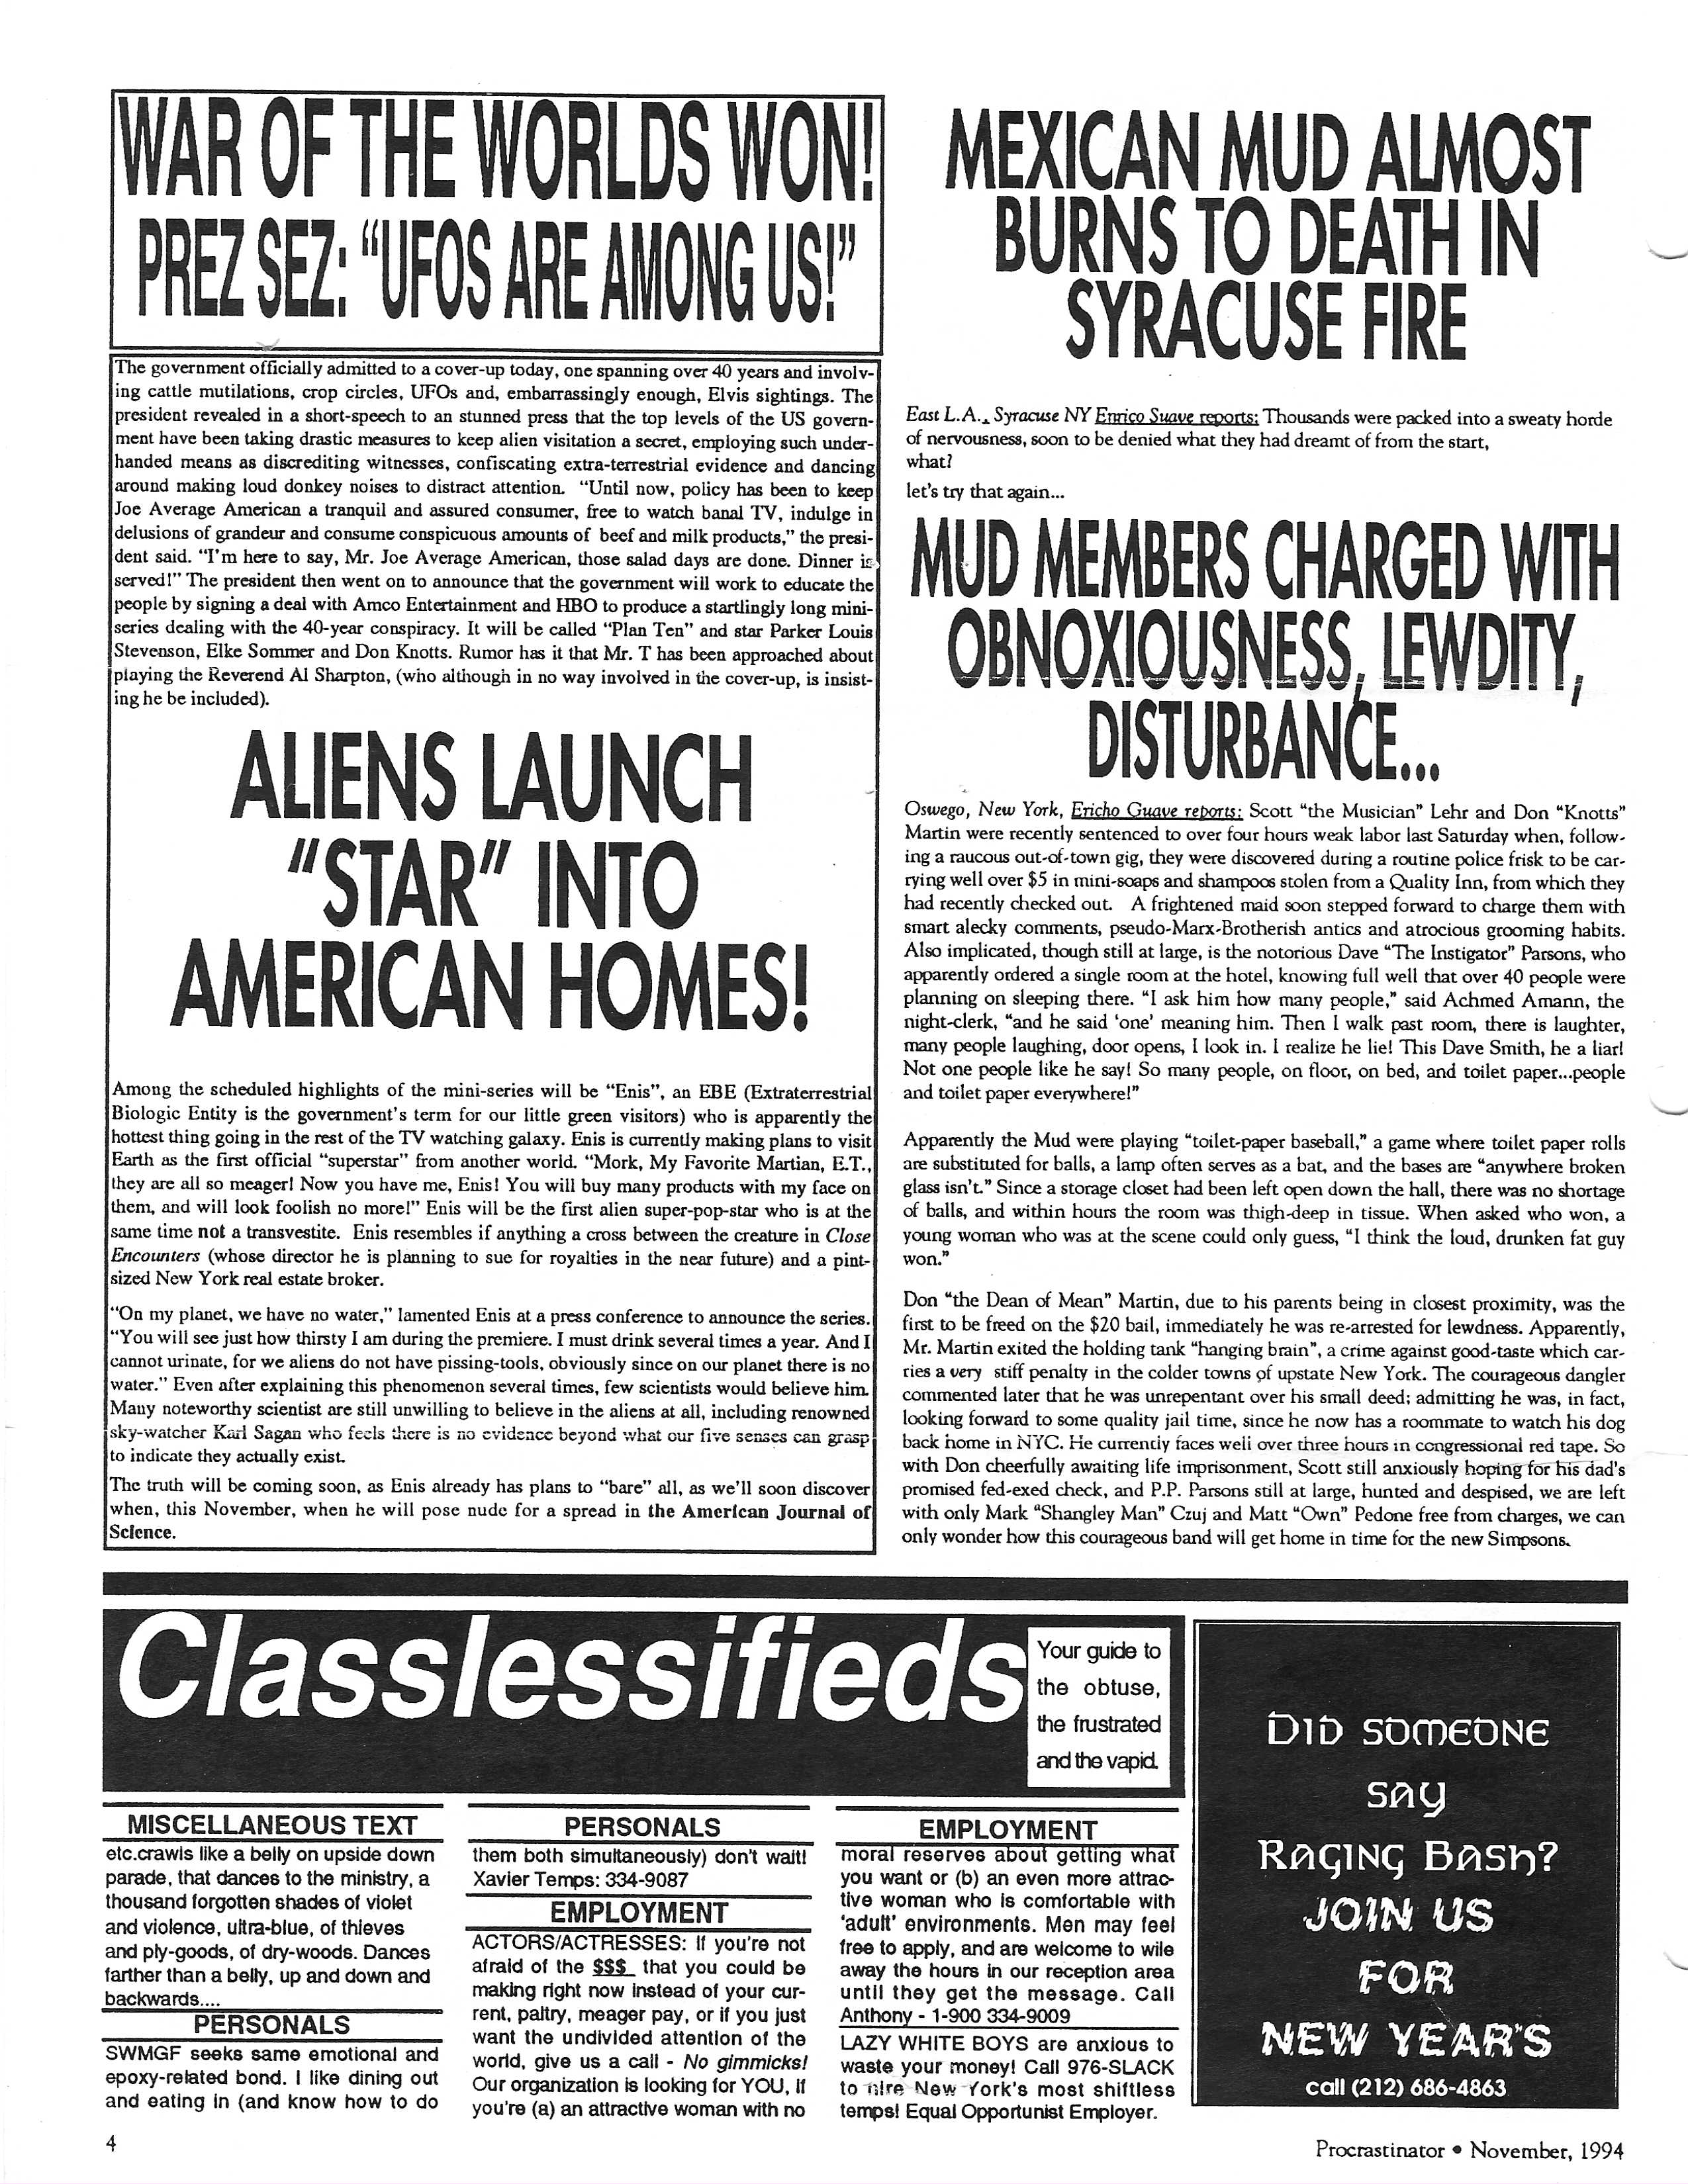 WAR OF THE WORLDS WON!
PREZ SEZ: “UFOS ARE AMONG US!”
The government officially admitted to a cover-up today, one spanning over 40 years and involv-
ing cattle mutilations, crop circles, UFOs and, embarrassingly enough, Elvis sightings. The
president revealed in a short-speech to an stunned press that the top levels of the US govern-
ment have been taking drastic measures to keep alien visitation a secret, employing such under-
handed means as discrediting witnesses, confiscating extra-terrestrial evidence and dancing
around making loud donkey noises to distract attention. “Until now, policy has been to keep
Joe Average American a tranquil and assured consumer, free to watch banal TV, indulge in
delusions of grandeur and consume conspicuous amounts of beef and milk products,” the presi-
dent said. “I'm here to say, Mr. Joe Average American, those salad days are done. Dinner is
served!” The president then went on to announce that the government will work to educate the
people by signing a deal with Amco Entertainment and HBO to produce a startlingly long mini-
series dealing with the 40-year conspiracy. It will be called “Plan Ten” and star Parker Louis
Stevenson, Elke Sommer and Don Knotts. Rumor has it that Mr. T has been approached about
playing the Reverend Al Sharpton, (who although in no way involved in the cover-up, is insist-
ing he be included).
ALIENS LAUNCH
“STAR” INTO
AMERICAN HOMES!
Among the scheduled highlights of the mini-series will be “Enis”, an EBE (Extraterrestrial
Biologic Entity is the government's term for our little green visitors) who is apparently the
hottest thing going in the rest of the TV watching galaxy. Enis is currently making plans to visit
Earth as the first official “superstar” from another world. “Mork, My Favorite Martian, E.T.,
they are all so meager! Now you have me, Enis! You will buy many products with my face on
them, and will look foolish no more!” Enis will be the first alien super-pop-star who is at the
same time not a transvestite. Enis resembles if anything a cross between the creature in Close
Encounters (whose director he is planning to sue for royalties in the near future) and a pint-
sized New York real estate broker.
“On my planet, we have no water,” lamented Enis at a press conference to announce the series.
“You will see just how thirsty I am during the premiere. I must drink several times a year. And I
cannot urinate, for we aliens do not have pissing-tools, obviously since on our planet there is no
water.” Even after explaining this phenomenon several times, few scientists would believe him.
Many noteworthy scientist are still unwilling to believe in the aliens at all, including renowned
sky-watcher Karl Sagan who feels there is no evidence beyond what our five senses can grasp
to indicate they actually exist.
The truth will be coming soon, as Enis already has plans to “bare” all, as we'll soon discover
when, this November, when he will pose nude for a spread in the American Journal of
Science.
MEXICAN MUD ALMOST
BURNS TO DEATH IN
SYRACUSE FIRE
East L.A., Syracuse NY Enrico Suave reports: Thousands were packed into a sweaty horde
of nervousness, soon to be denied what they had dreamt of from the start,
what?
let's try that again...
MUD MEMBERS CHARGED WITH
OBNOXIOUSNESS, LEWDITY,
DISTURBANCE...
Oswego, New York, Ericho Guave reports: Scott “the Musician” Lehr and Don “Knotts”
Martin were recently sentenced to over four hours weak labor last Saturday when, follow-
ing a raucous out-of-town gig, they were discovered during a routine police frisk to be car-
rying well over $5 in mini-soaps and shampoos stolen from a Quality Inn, from which they
had recently checked out. A frightened maid soon stepped forward to charge them with
smart alecky comments, pseudo-Marx-Brotherish antics and atrocious grooming habits.
Also implicated, though still at large, is the notorious Dave “The Instigator” Parsons, who
apparently ordered a single room at the hotel, knowing full well that over 40 people were
planning on sleeping there. “I ask him how many people,” said Achmed Amann, the
night-clerk, “and he said ‘one’ meaning him. Then I walk past room, there is laughter,
many people laughing, door opens, I look in. I realize he lie! This Dave Smith, he a liar!
Not one people like he say! So many people, on floor, on bed, and toilet paper...people
and toilet paper everywhere!”
Apparently the Mud were playing “toilet-paper baseball,” a game where toilet paper rolls
are substituted for balls, a lamp often serves as a bat, and the bases are “anywhere broken
glass isn't.” Since a storage closet had been left open down the hall, there was no shortage
of balls, and within hours the room was thigh-deep in tissue. When asked who won, a
young woman who was at the scene could only guess, “I think the loud, drunken fat guy
won.”
Don “the Dean of Mean” Martin, due to his parents being in closest proximity, was the
first to be freed on the $20 bail, immediately he was re-arrested for lewdness. Apparently,
Mr. Martin exited the holding tank “hanging brain”, a crime against good-taste which car-
ries a very stiff penalty in the colder towns of upstate New York. The courageous dangler
commented later that he was unrepentant over his small deed; admitting he was, in fact,
looking forward to some quality jail time, since he now has a roommate to watch his dog
back home in NYC. He currently faces well over three hours in congressional red tape. So
with Don cheerfully awaiting life imprisonment, Scott still anxiously hoping for his dad's
promised fed-exed check, and P.P. Parsons still at large, hunted and despised, we are left
with only Mark “Shangley Man” Czuj and Matt “Own” Pedone free from charges, we can
only wonder how this courageous band will get home in time for the new Simpsons.
Classlessifieds
Your guide to
the obtuse,
the frustrated
and the vapid.
MISCELLANEOUS TEXT
etc.crawls like a belly on upside down
parade, that dances to the ministry, a
thousand forgotten shades of violet
and violence, ultra-blue, of thieves
and ply-goods, of dry-woods. Dances
farther than a belly, up and down and
backwards....
PERSONALS
SWMGF seeks same emotional and
epoxy-related bond. I like dining out
and eating in (and know how to do
PERSONALS
them both simultaneously) don't wait!
Xavier Temps: 334-9087
EMPLOYMENT
ACTORS/ACTRESSES: If you're not
afraid of the $$$ that you could be
making right now instead of your cur-
rent, paltry, meager pay, or if you just
want the undivided attention of the
world, give us a call - No gimmicks!
Our organization is looking for YOU, if
you're (a) an attractive woman with no
EMPLOYMENT
moral reserves about getting what
you want or (b) an even more attrac-
tive woman who is comfortable with
‘adult’ environments. Men may feel
free to apply, and are welcome to wile
away the hours in our reception area
until they get the message. Call
Anthony - 1-900 334-9009
LAZY WHITE BOYS are anxious to
waste your money! Call 976-SLACK
to hire New York's most shiftless
temps! Equal Opportunist Employer.
DID SOMEONE
SAY
RAGING BASH?
JOIN US
FOR
NEW YEAR'S
call (212) 686-4863
4
Procrastinator • November, 1994